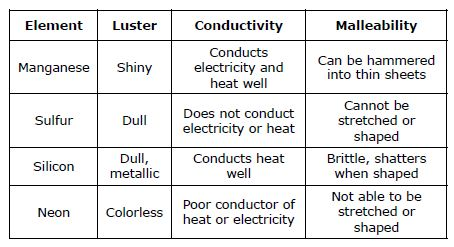 Element Luster Conductivity Malleability
Manganese Shiny Conducts electricity and heat well Can be hammered into thin sheets
Sulfur Dull Does not conduct electricity or heat Cannot be stretched or shaped
Silicon Dull, metallic Conducts heat well Brittle, shatters when shaped
Neon Colorless Poor conductor of heat or electricity Not able to be stretched or shaped